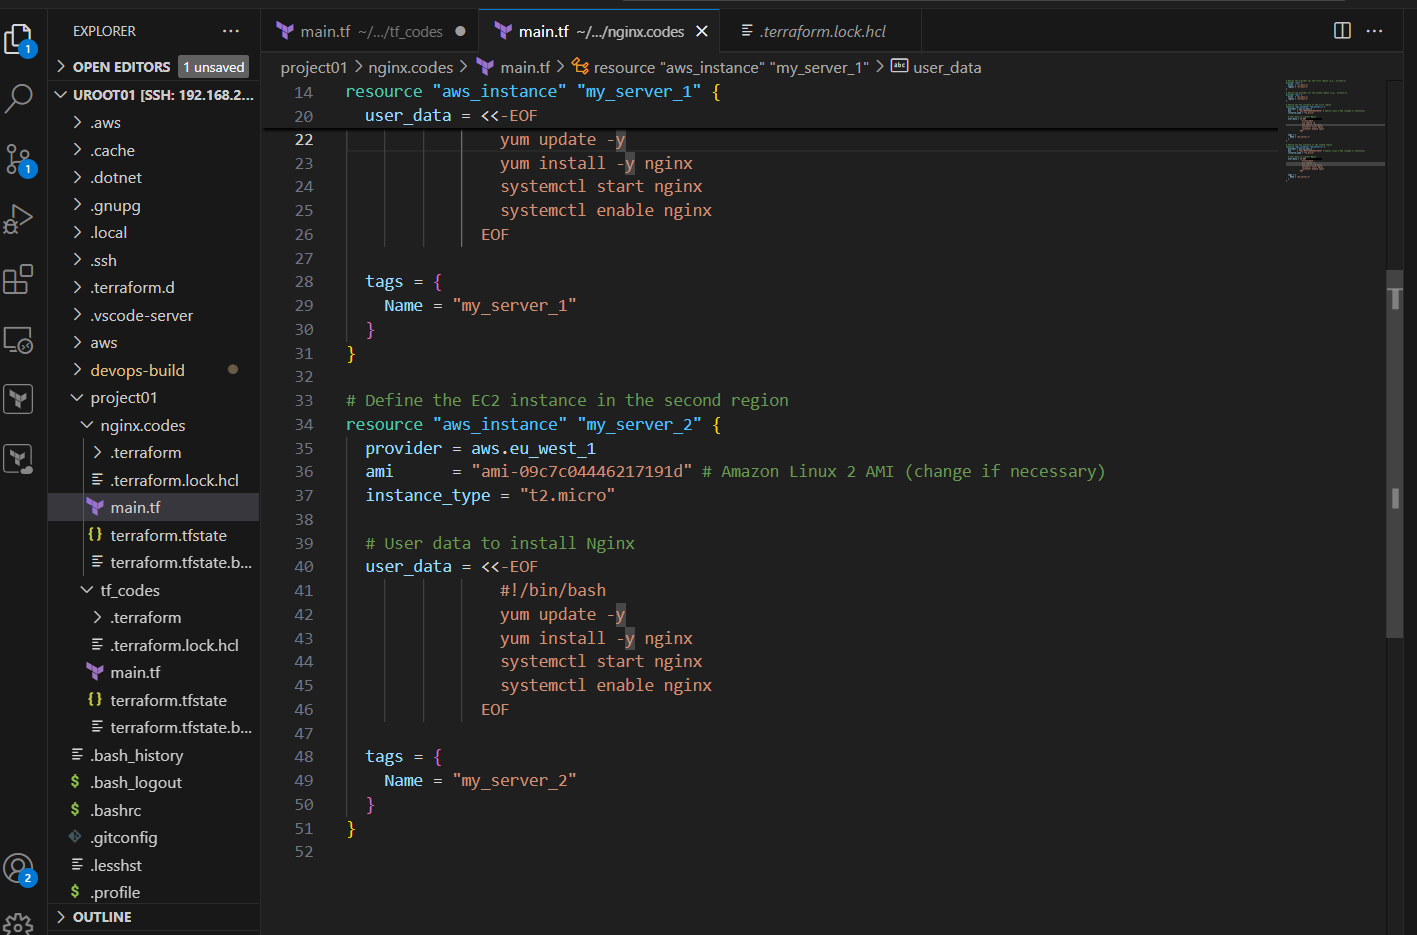 EXPLORER
OPEN EDITORS 1 unsaved
UROOT01 [SSH: 192.168.2...
.aws
.cache
.dotnet
.gnupg
.local
.ssh
.terraform.d
.vscode-server
aws
devops-build
project01
nginx.codes
.terraform
.terraform.lock.hcl
main.tf
terraform.tfstate
terraform.tfstate.b...
tf_codes
.terraform
.terraform.lock.hcl
main.tf
terraform.tfstate
terraform.tfstate.b...
.bash_history
.bash_logout
.bashrc
.gitconfig
.lesshst
.profile
OUTLINE
1
1
2
main.tf ~/.../tf_codes
main.tf ~/.../nginx.codes
.terraform.lock.hcl
project01 > nginx.codes > main.tf > resource "aws_instance" "my_server_1" > abc user_data
14 resource "aws_instance" "my_server_1" {
20 user_data = <<-EOF
22 yum update -y
23 yum install -y nginx
24 systemctl start nginx
25 systemctl enable nginx
26 EOF
27
28 tags = {
29 Name = "my_server_1"
30 }
31 }
32
33 # Define the EC2 instance in the second region
34 resource "aws_instance" "my_server_2" {
35 provider = aws.eu_west_1
36 ami = "ami-09c7c04446217191d" # Amazon Linux 2 AMI (change if necessary)
37 instance_type = "t2.micro"
38
39 # User data to install Nginx
40 user_data = <<-EOF
41 #!/bin/bash
42 yum update -y
43 yum install -y nginx
44 systemctl start nginx
45 systemctl enable nginx
46 EOF
47
48 tags = {
49 Name = "my_server_2"
50 }
51 }
52